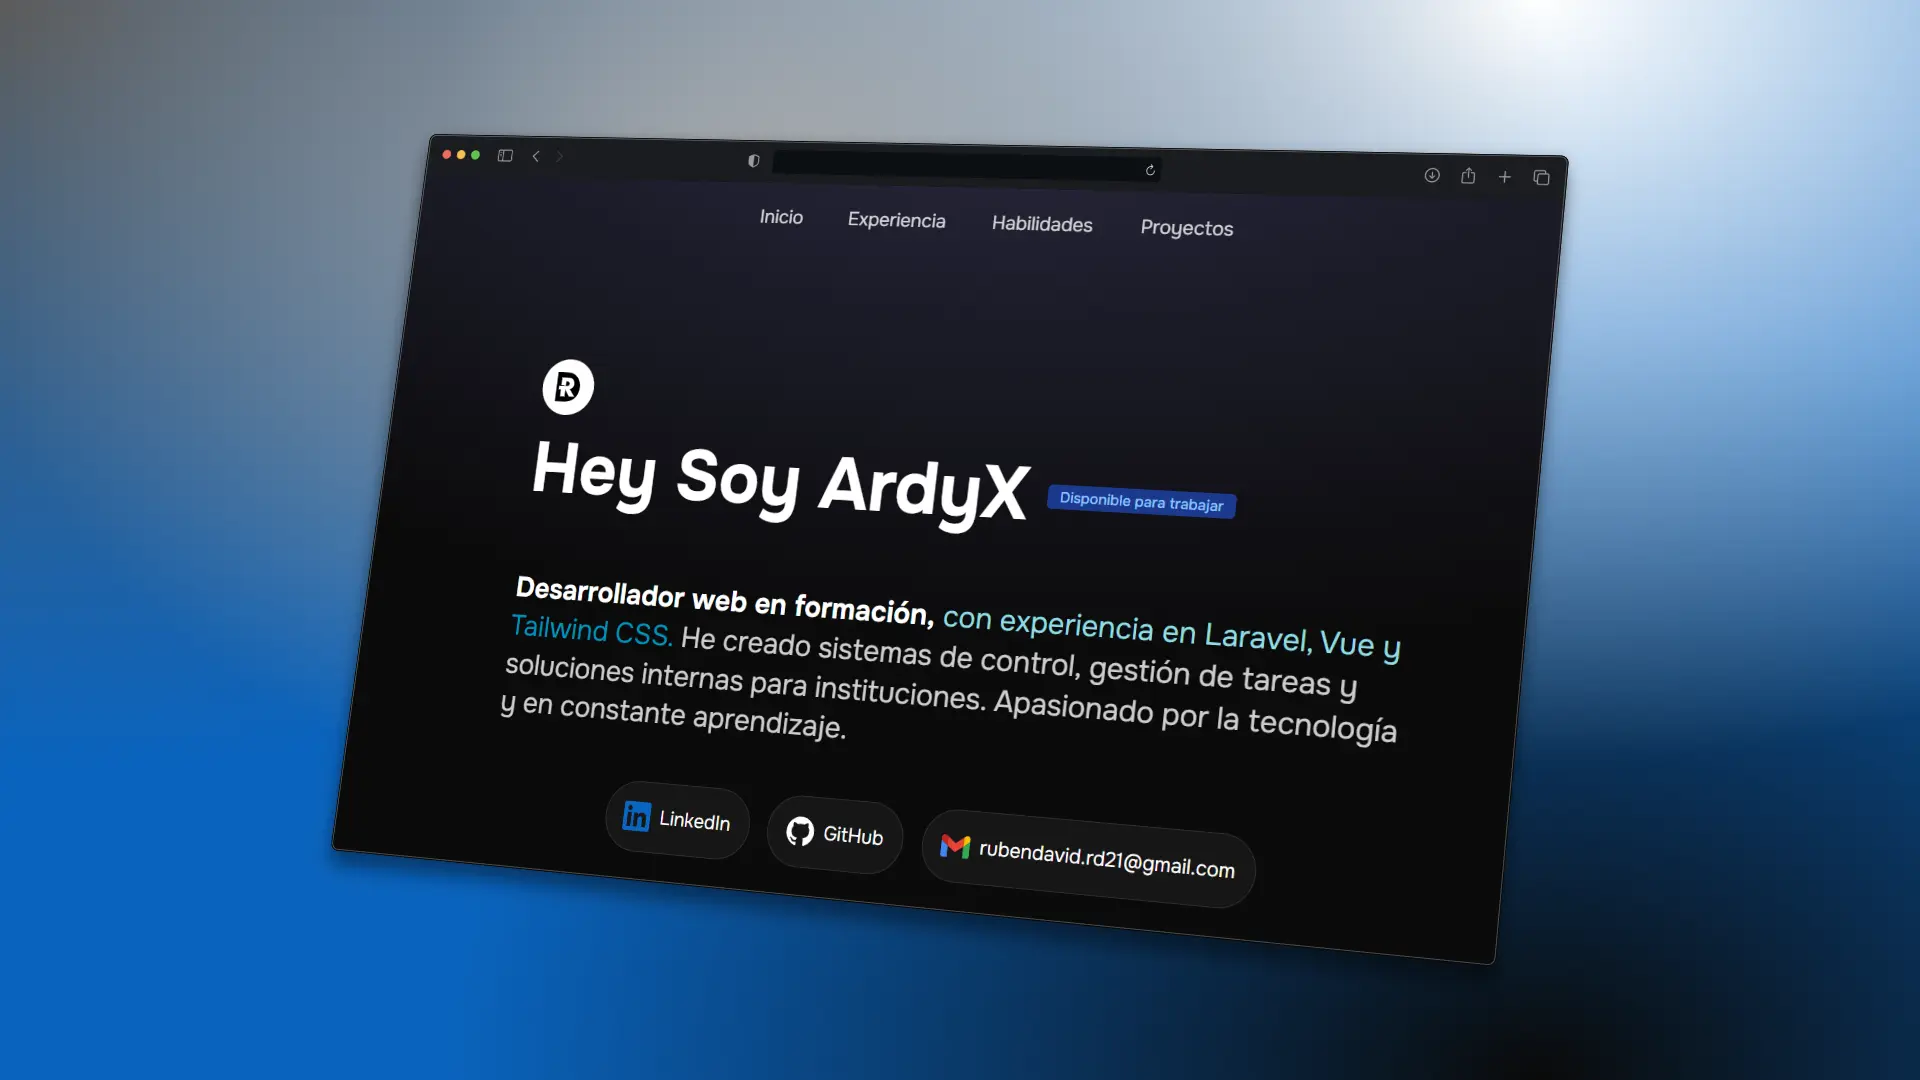 Inicio Experiencia Habilidades Proyectos
DR
Hey Soy ArdyX Disponible para trabajar
Desarrollador web en formación, con experiencia en Laravel, Vue y
Tailwind CSS. He creado sistemas de control, gestión de tareas y
soluciones internas para instituciones. Apasionado por la tecnología
y en constante aprendizaje.
in LinkedIn GitHub rubendavid.rd21@gmail.com